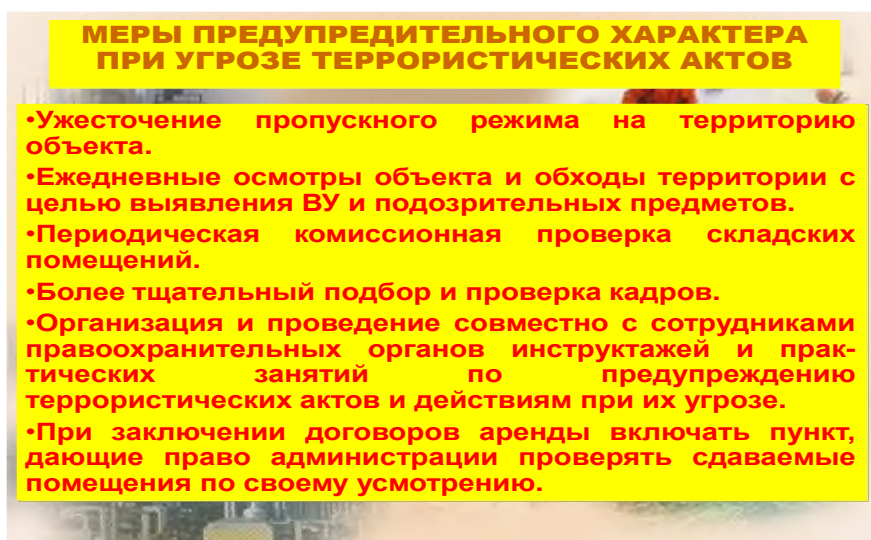 МЕРЫ ПРЕДУПРЕДИТЕЛЬНОГО ХАРАКТЕРА
ПРИ УГРОЗЕ ТЕРРОРИСТИЧЕСКИХ АКТОВ
•Ужесточение пропускного режима на территорию
объекта.
•Ежедневные осмотры объекта и обходы территории с
целью выявления ВУ и подозрительных предметов.
•Периодическая комиссионная проверка складских
помещений.
•Более тщательный подбор и проверка кадров.
•Организация и проведение совместно с сотрудниками
правоохранительных органов инструктажей и прак-
тических занятий по предупреждению
террористических актов и действиям при их угрозе.
•При заключении договоров аренды включать пункт,
дающие право администрации проверять сдаваемые
помещения по своему усмотрению.